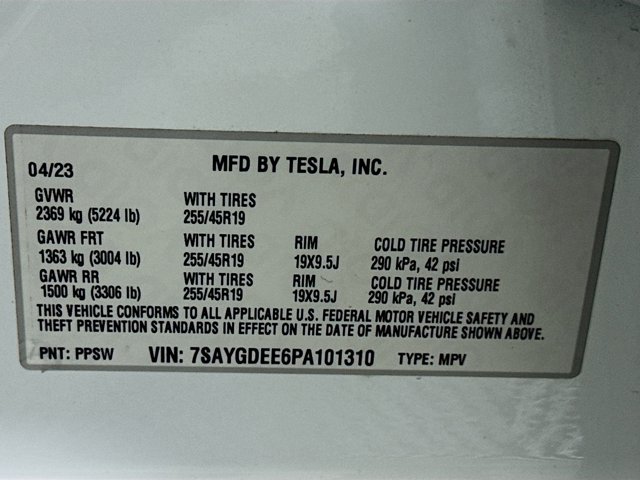 04/23 MFD BY TESLA, INC.
GVWR WITH TIRES
2369 kg (5224 lb) 255/45R19
GAWR FRT WITH TIRES RIM COLD TIRE PRESSURE
1363 kg (3004 lb) 255/45R19 19X9.5J 290 kPa, 42 psi
GAWR RR WITH TIRES RIM COLD TIRE PRESSURE
1500 kg (3306 lb) 255/45R19 19X9.5J 290 kPa, 42 psi
THIS VEHICLE CONFORMS TO ALL APPLICABLE U.S. FEDERAL MOTOR VEHICLE SAFETY AND
THEFT PREVENTION STANDARDS IN EFFECT ON THE DATE OF MANUFACTURE SHOWN ABOVE.
PNT: PPSW VIN: 7SAYGDEE6PA101310 TYPE: MPV